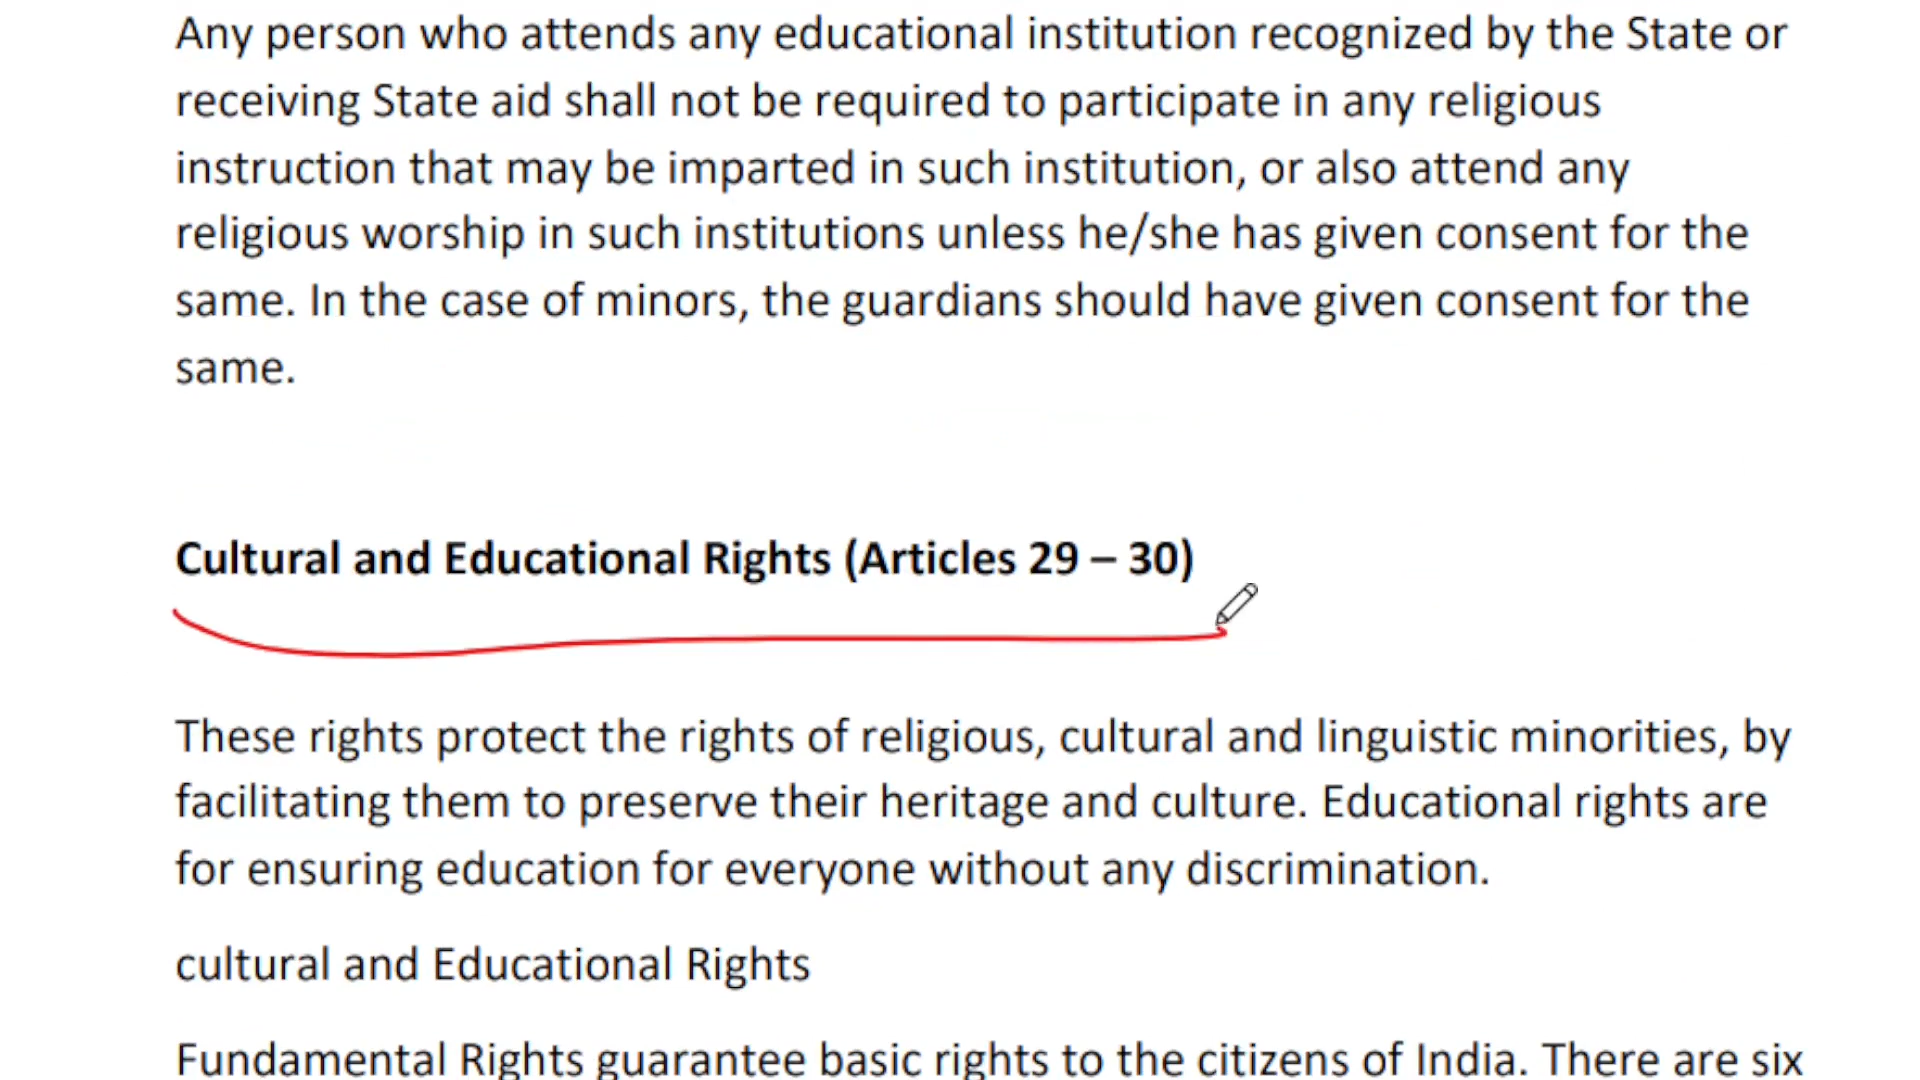 Any person who attends any educational institution recognized by the State or
receiving State aid shall not be required to participate in any religious
instruction that may be imparted in such institution, or also attend any
religious worship in such institutions unless he/she has given consent for the
same. In the case of minors, the guardians should have given consent for the
same.
Cultural and Educational Rights (Articles 29 – 30)
These rights protect the rights of religious, cultural and linguistic minorities, by
facilitating them to preserve their heritage and culture. Educational rights are
for ensuring education for everyone without any discrimination.
cultural and Educational Rights
Fundamental Rights guarantee basic rights to the citizens of India. There are six